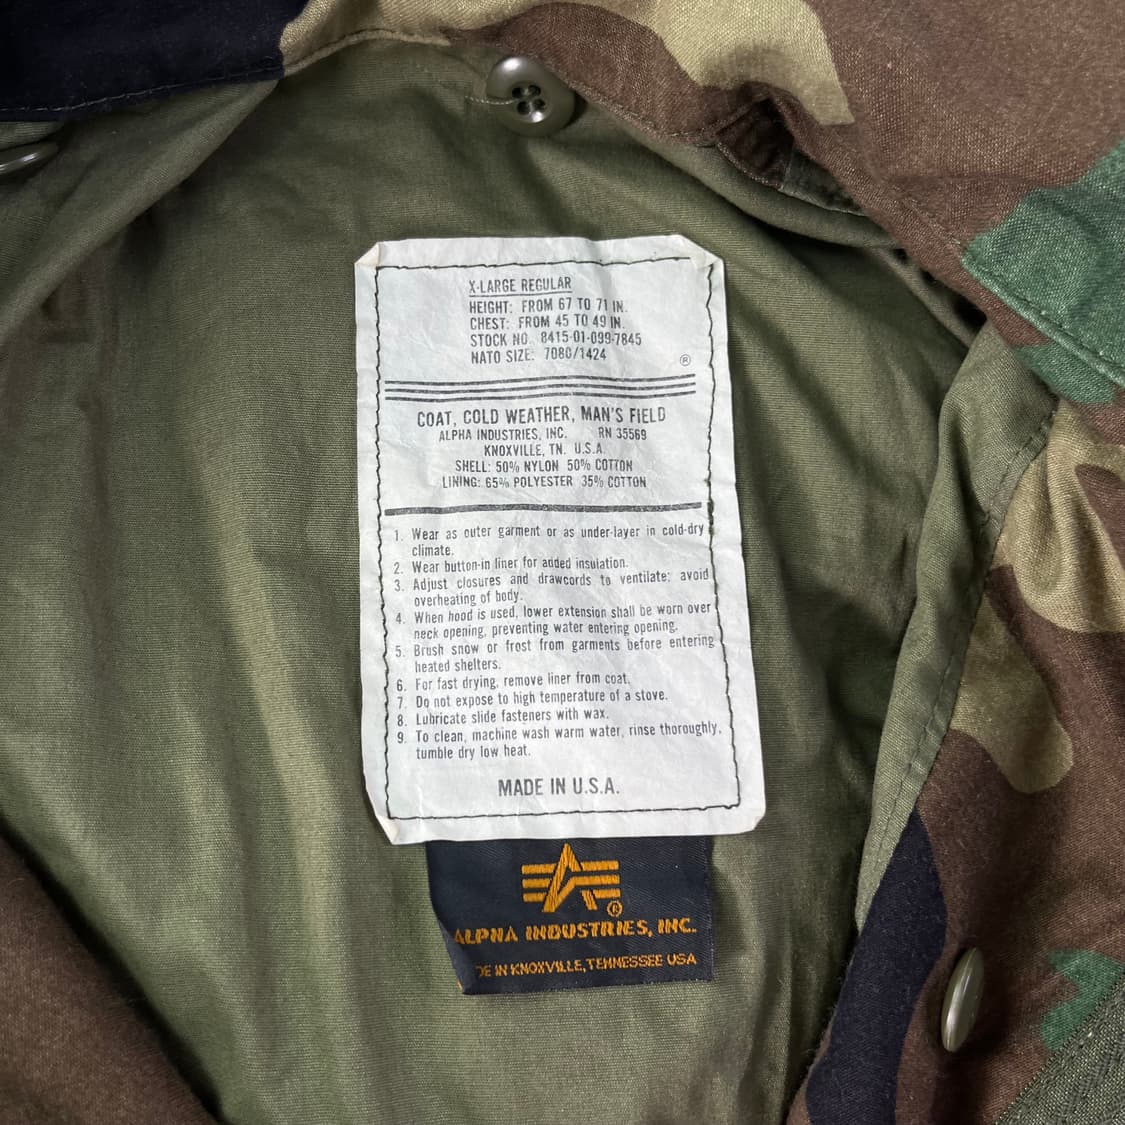 X-LARGE REGULAR
HEIGHT: FROM 67 TO 71 IN.
CHEST: FROM 45 TO 49 IN.
STOCK NO. 8415-01-099-7845
NATO SIZE: 7080/1424
®
COAT, COLD WEATHER, MAN'S FIELD
ALPHA INDUSTRIES, INC. RN 35569
KNOXVILLE, TN. U.S.A.
SHELL: 50% NYLON 50% COTTON
LINING: 65% POLYESTER 35% COTTON
1. Wear as outer garment or as under-layer in cold-dry
climate.
2. Wear button-in liner for added insulation.
3. Adjust closures and drawcords to ventilate; avoid
overheating of body.
4. When hood is used, lower extension shall be worn over
neck opening, preventing water entering opening.
5. Brush snow or frost from garments before entering
heated shelters.
6. For fast drying, remove liner from coat.
7. Do not expose to high temperature of a stove.
8. Lubricate slide fasteners with wax.
9. To clean, machine wash warm water, rinse thoroughly,
tumble dry low heat.
MADE IN U.S.A.
®
ALPHA INDUSTRIES, INC.
DE IN KNOXVILLE, TENNESSEE USA